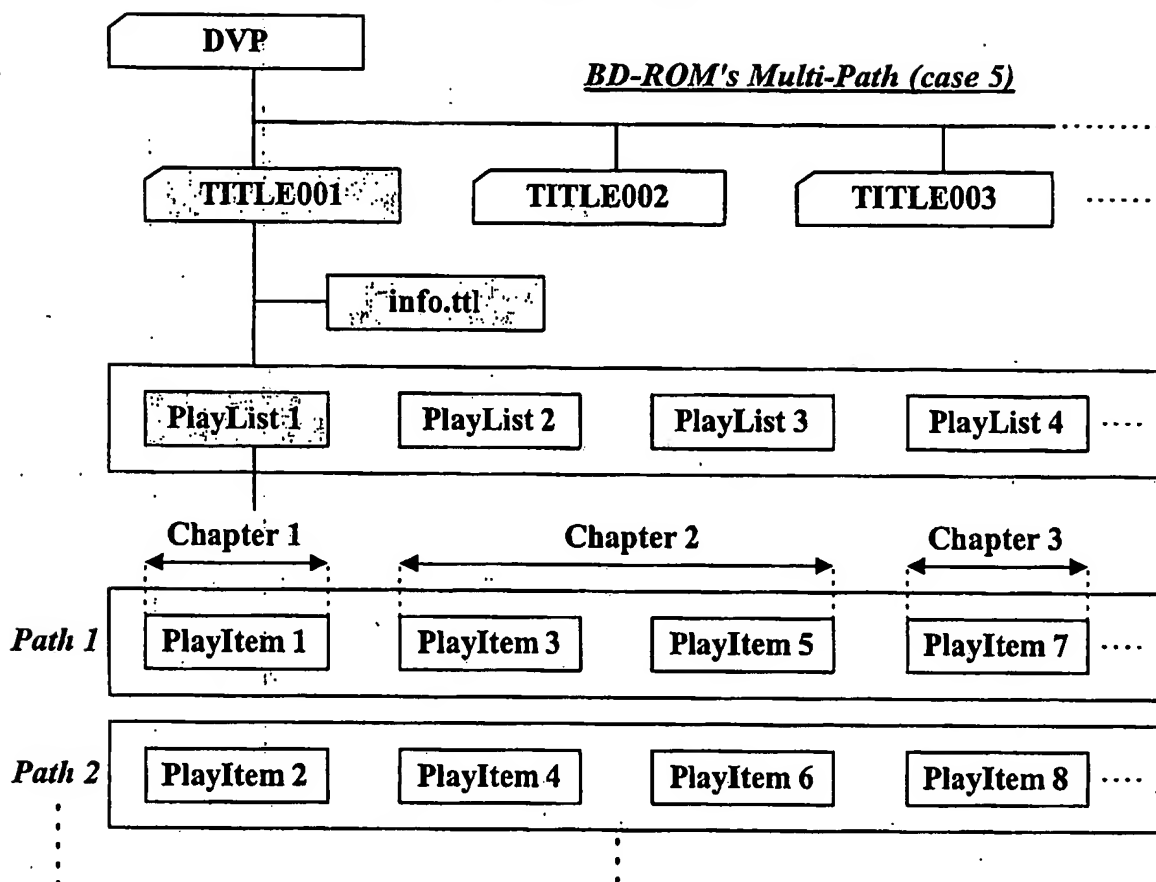 DVP
BD-ROM's Multi-Path (case 5)
TITLE001 TITLE002 TITLE003
info.ttl
PlayList 1 PlayList 2 PlayList 3 PlayList 4
Chapter 1 Chapter 2 Chapter 3
Path 1 PlayItem 1 PlayItem 3 PlayItem 5 PlayItem 7
Path 2 PlayItem 2 PlayItem 4 PlayItem 6 PlayItem 8